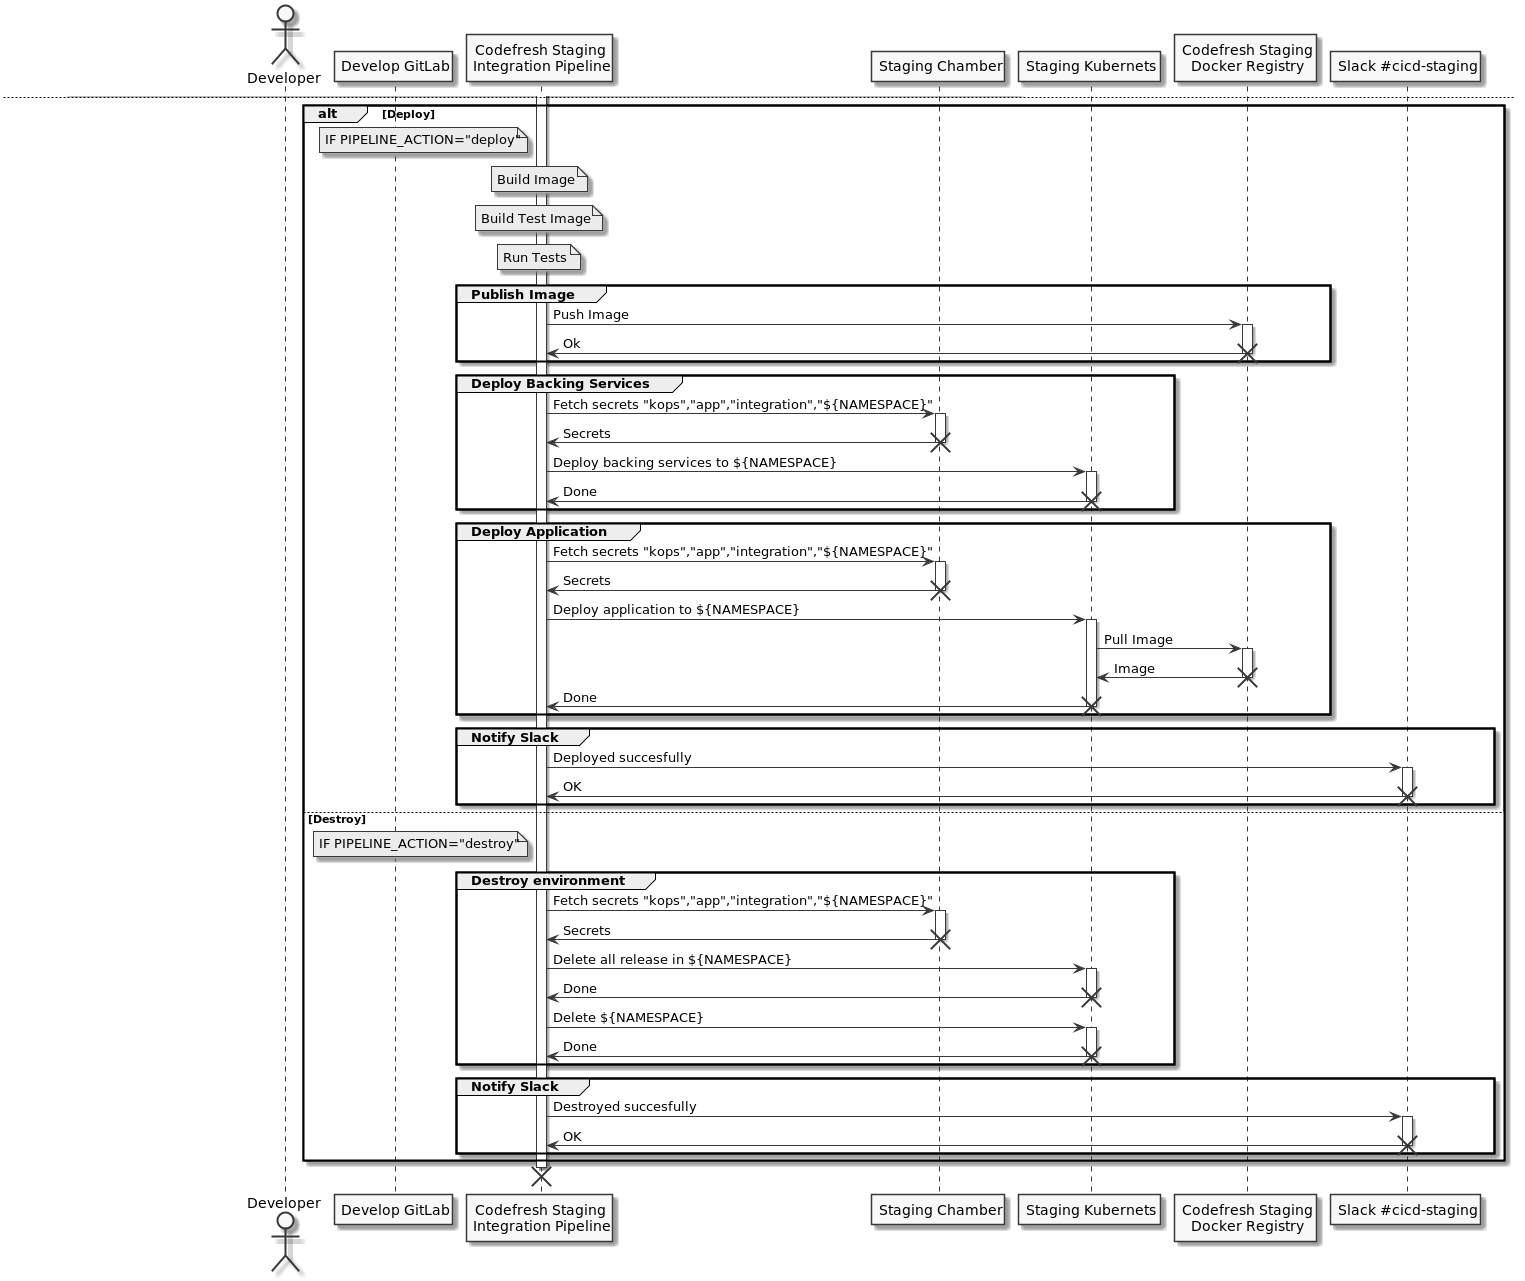 Developer
Develop GitLab
Codefresh Staging
Integration Pipeline
Staging Chamber
Staging Kubernets
Codefresh Staging
Docker Registry
Slack #cicd-staging
alt
[Deploy]
IF PIPELINE_ACTION="deploy"
Build Image
Build Test Image
Run Tests
Publish Image
Push Image
Ok
Deploy Backing Services
Fetch secrets "kops","app","integration","${NAMESPACE}"
Secrets
Deploy backing services to ${NAMESPACE}
Done
Deploy Application
Fetch secrets "kops","app","integration","${NAMESPACE}"
Secrets
Deploy application to ${NAMESPACE}
Pull Image
Image
Done
Notify Slack
Deployed succesfully
OK
[Destroy]
IF PIPELINE_ACTION="destroy"
Destroy environment
Fetch secrets "kops","app","integration","${NAMESPACE}"
Secrets
Delete all release in ${NAMESPACE}
Done
Delete ${NAMESPACE}
Done
Notify Slack
Destroyed succesfully
OK
Developer
Develop GitLab
Codefresh Staging
Integration Pipeline
Staging Chamber
Staging Kubernets
Codefresh Staging
Docker Registry
Slack #cicd-staging